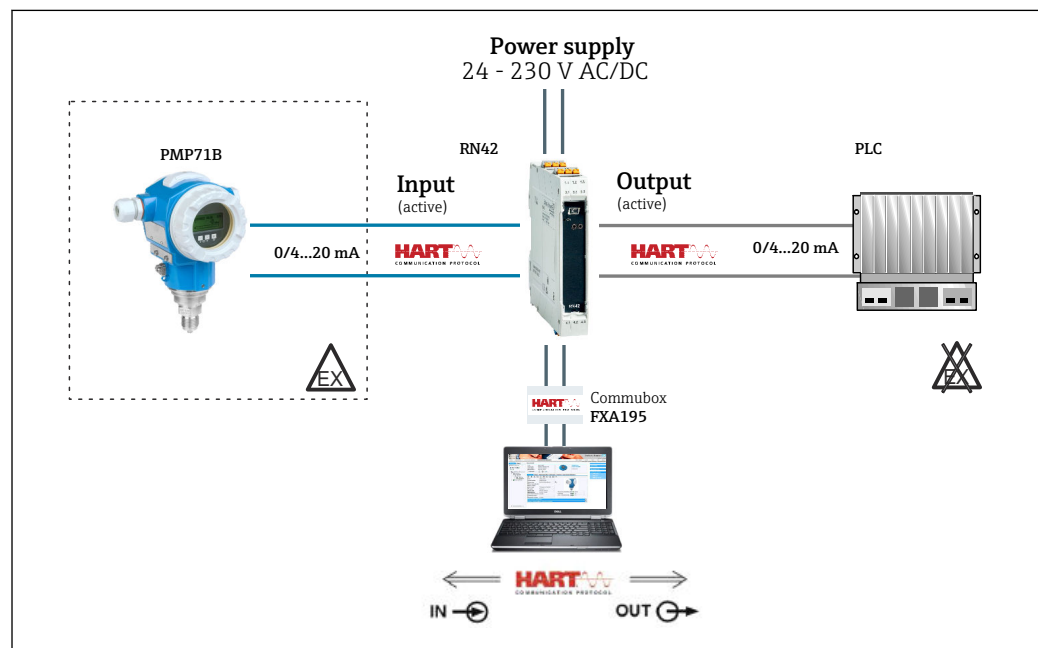 Power supply
24 - 230 V AC/DC
PMP71B
RN42
PLC
Input
(active)
Output
(active)
0/4...20 mA
HART
COMMUNICATION PROTOCOL
HART
COMMUNICATION PROTOCOL
0/4...20 mA
EX
EX
HART
Commubox
FXA195
HART
COMMUNICATION PROTOCOL
IN
OUT